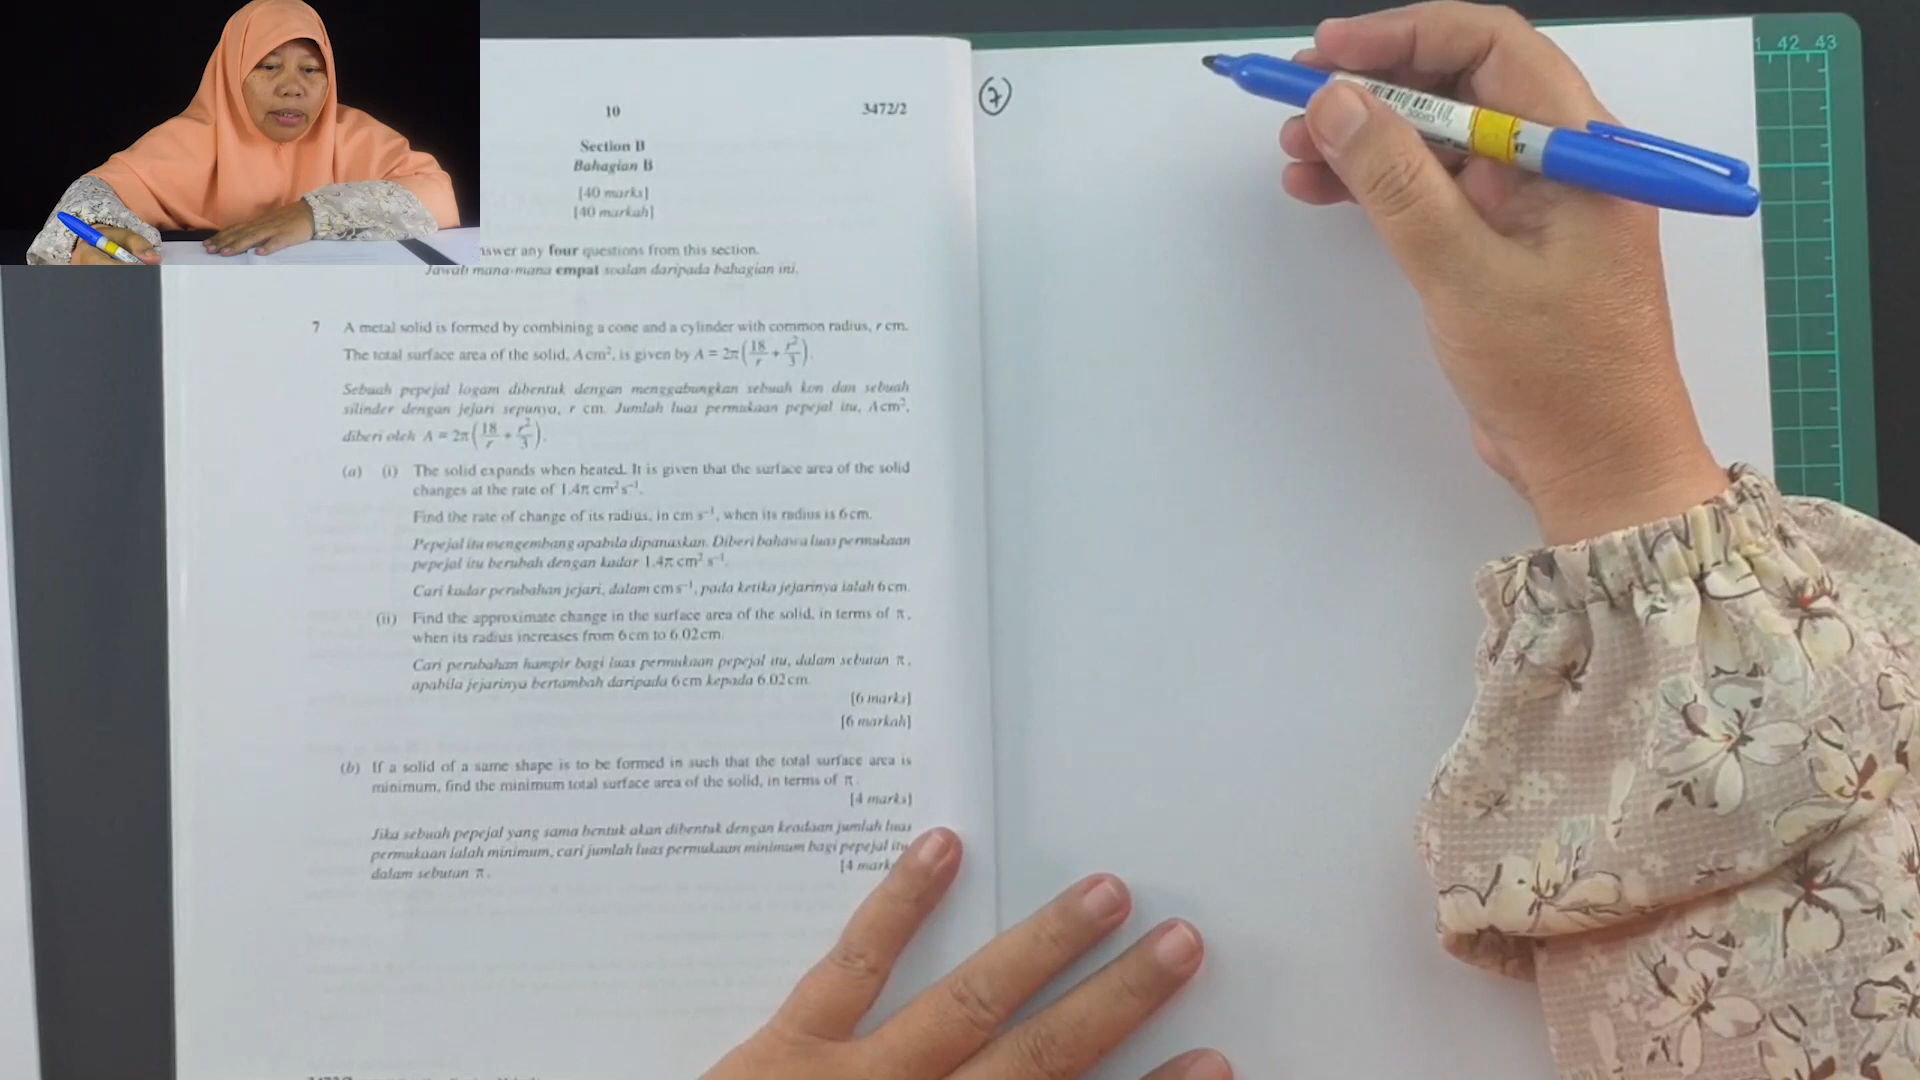 10
3472/2
Section B
Bahagian B
[40 marks]
[40 markah]
any four questions from this section.
Jawab mana-mana empat soalan daripada bahagian ini.
7 A metal solid is formed by combining a cone and a cylinder with common radius, r cm.
The total surface area of the solid, A cm², is given by A = 2π(18/r + r²/3).
Sebuah pepejal logam dibentuk dengan menggabungkan sebuah kon dan sebuah
silinder dengan jejari sepunya, r cm. Jumlah luas permukaan pepejal itu, A cm²,
diberi oleh A = 2π(18/r + r²/3).
(a) (i) The solid expands when heated. It is given that the surface area of the solid
changes at the rate of 1.4π cm² s⁻¹.
Find the rate of change of its radius, in cm s⁻¹, when its radius is 6 cm.
Pepejal itu mengembang apabila dipanaskan. Diberi bahawa luas permukaan
pepejal itu berubah dengan kadar 1.4π cm² s⁻¹.
Cari kadar perubahan jejari, dalam cm s⁻¹, pada ketika jejarinya ialah 6 cm.
(ii) Find the approximate change in the surface area of the solid, in terms of π,
when its radius increases from 6 cm to 6.02 cm.
Cari perubahan hampir bagi luas permukaan pepejal itu, dalam sebutan π,
apabila jejarinya bertambah daripada 6 cm kepada 6.02 cm.
[6 marks]
[6 markah]
(b) If a solid of a same shape is to be formed in such that the total surface area is
minimum, find the minimum total surface area of the solid, in terms of π.
[4 marks]
Jika sebuah pepejal yang sama bentuk akan dibentuk dengan keadaan jumlah luas
permukaan ialah minimum, cari jumlah luas permukaan minimum bagi pepejal itu
dalam sebutan π.
[4
7
42 43